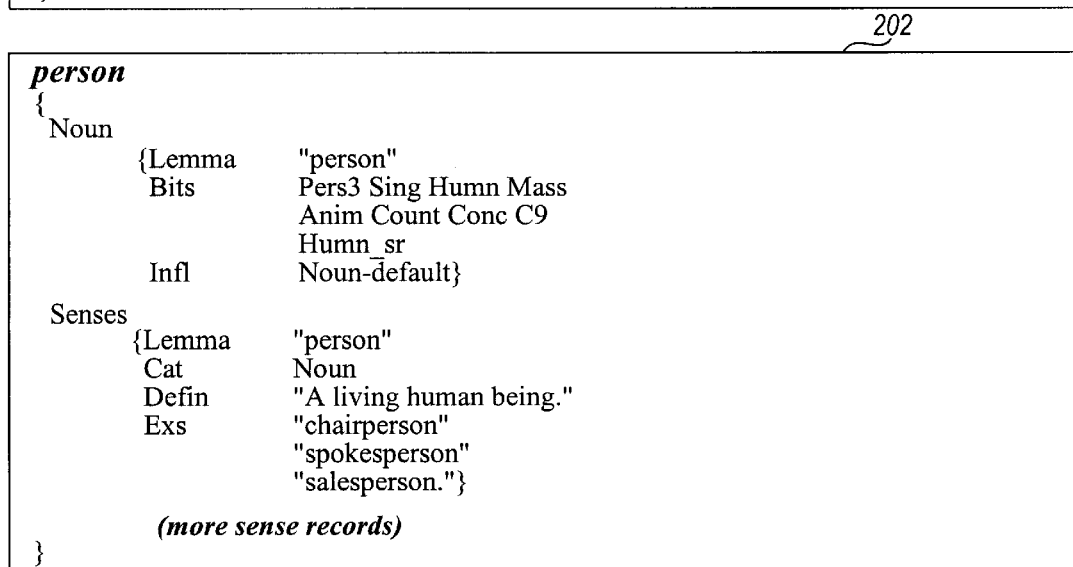 202
person
{
Noun
{Lemma "person"
Bits Pers3 Sing Humn Mass
Anim Count Conc C9
Humn_sr
Infl Noun-default}
Senses
{Lemma "person"
Cat Noun
Defin "A living human being."
Exs "chairperson"
"spokesperson"
"salesperson."}
(more sense records)
}